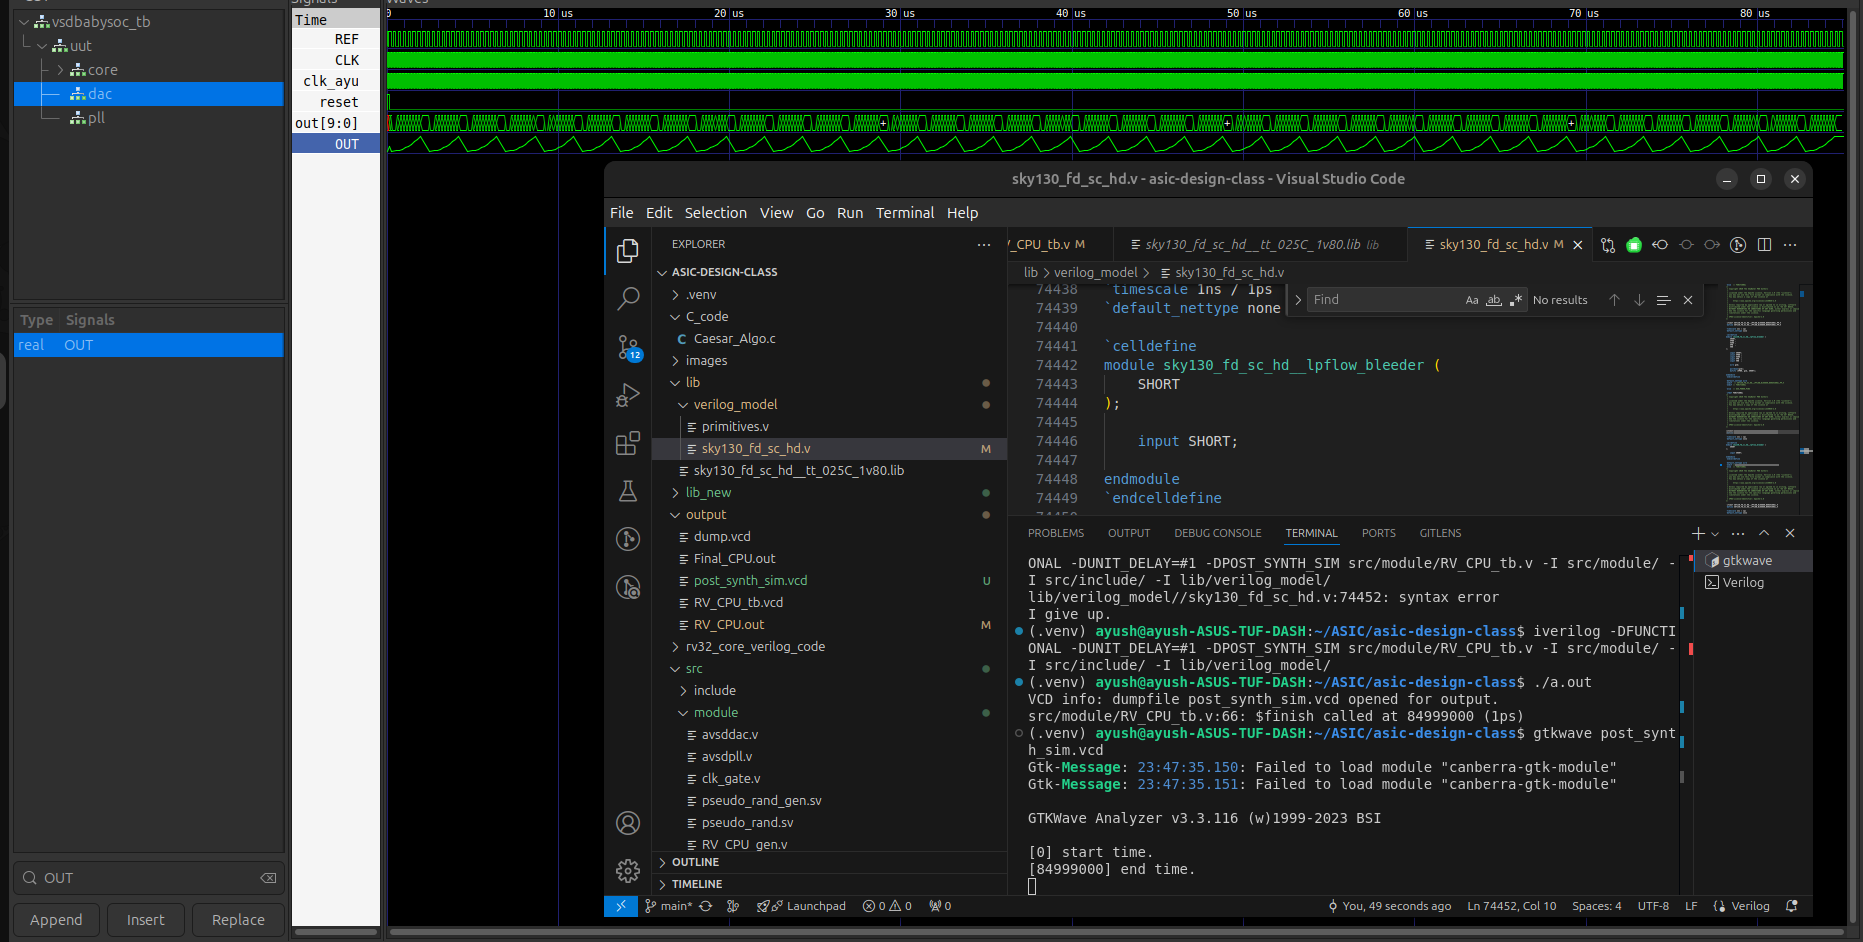 Signals
Waves
vsdbabysoc_tb
uut
core
dac
pll
Type Signals
real OUT
OUT
Append Insert Replace
Time
REF
CLK
clk_ayu
reset
out[9:0]
OUT
0 10 us 20 us 30 us 40 us 50 us 60 us 70 us 80 us
+ + +
sky130_fd_sc_hd.v - asic-design-class - Visual Studio Code
File Edit Selection View Go Run Terminal Help
EXPLORER
ASIC-DESIGN-CLASS
.venv
C_code
C Caesar_Algo.c
images
lib
verilog_model
primitives.v
sky130_fd_sc_hd.v M
sky130_fd_sc_hd__tt_025C_1v80.lib
lib_new
output
dump.vcd
Final_CPU.out
post_synth_sim.vcd U
RV_CPU_tb.vcd
RV_CPU.out M
rv32_core_verilog_code
src
include
module
avsddac.v
avsdpll.v
clk_gate.v
pseudo_rand_gen.sv
pseudo_rand.sv
RV_CPU_gen.v
OUTLINE
TIMELINE
12
_CPU_tb.v M sky130_fd_sc_hd__tt_025C_1v80.lib lib sky130_fd_sc_hd.v M
lib > verilog_model > sky130_fd_sc_hd.v
Find Aa ab .* No results
74438 `timescale 1ns / 1ps
74439 `default_nettype none
74440
74441 `celldefine
74442 module sky130_fd_sc_hd__lpflow_bleeder (
74443 SHORT
74444 );
74445
74446 input SHORT;
74447
74448 endmodule
74449 `endcelldefine
74450
PROBLEMS OUTPUT DEBUG CONSOLE TERMINAL PORTS GITLENS
gtkwave
Verilog
ONAL -DUNIT_DELAY=#1 -DPOST_SYNTH_SIM src/module/RV_CPU_tb.v -I src/module/ -
I src/include/ -I lib/verilog_model/
lib/verilog_model//sky130_fd_sc_hd.v:74452: syntax error
I give up.
(.venv) ayush@ayush-ASUS-TUF-DASH:~/ASIC/asic-design-class$ iverilog -DFUNCTI
ONAL -DUNIT_DELAY=#1 -DPOST_SYNTH_SIM src/module/RV_CPU_tb.v -I src/module/ -
I src/include/ -I lib/verilog_model/
(.venv) ayush@ayush-ASUS-TUF-DASH:~/ASIC/asic-design-class$ ./a.out
VCD info: dumpfile post_synth_sim.vcd opened for output.
src/module/RV_CPU_tb.v:66: $finish called at 84999000 (1ps)
(.venv) ayush@ayush-ASUS-TUF-DASH:~/ASIC/asic-design-class$ gtkwave post_synt
h_sim.vcd
Gtk-Message: 23:47:35.150: Failed to load module "canberra-gtk-module"
Gtk-Message: 23:47:35.151: Failed to load module "canberra-gtk-module"
GTKWave Analyzer v3.3.116 (w)1999-2023 BSI
[0] start time.
[84999000] end time.
main* Launchpad 0 0 0 You, 49 seconds ago Ln 74452, Col 10 Spaces: 4 UTF-8 LF Verilog